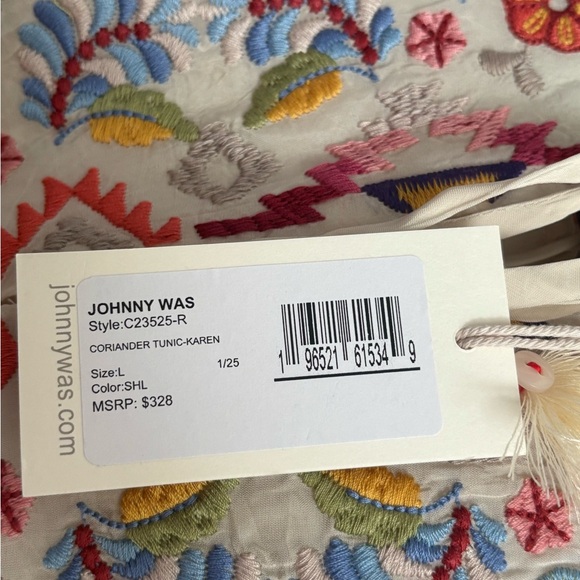 johnnywas.com
JOHNNY WAS
Style:C23525-R
CORIANDER TUNIC-KAREN
Size:L 1/25
Color:SHL
MSRP: $328
1 96521 61534 9